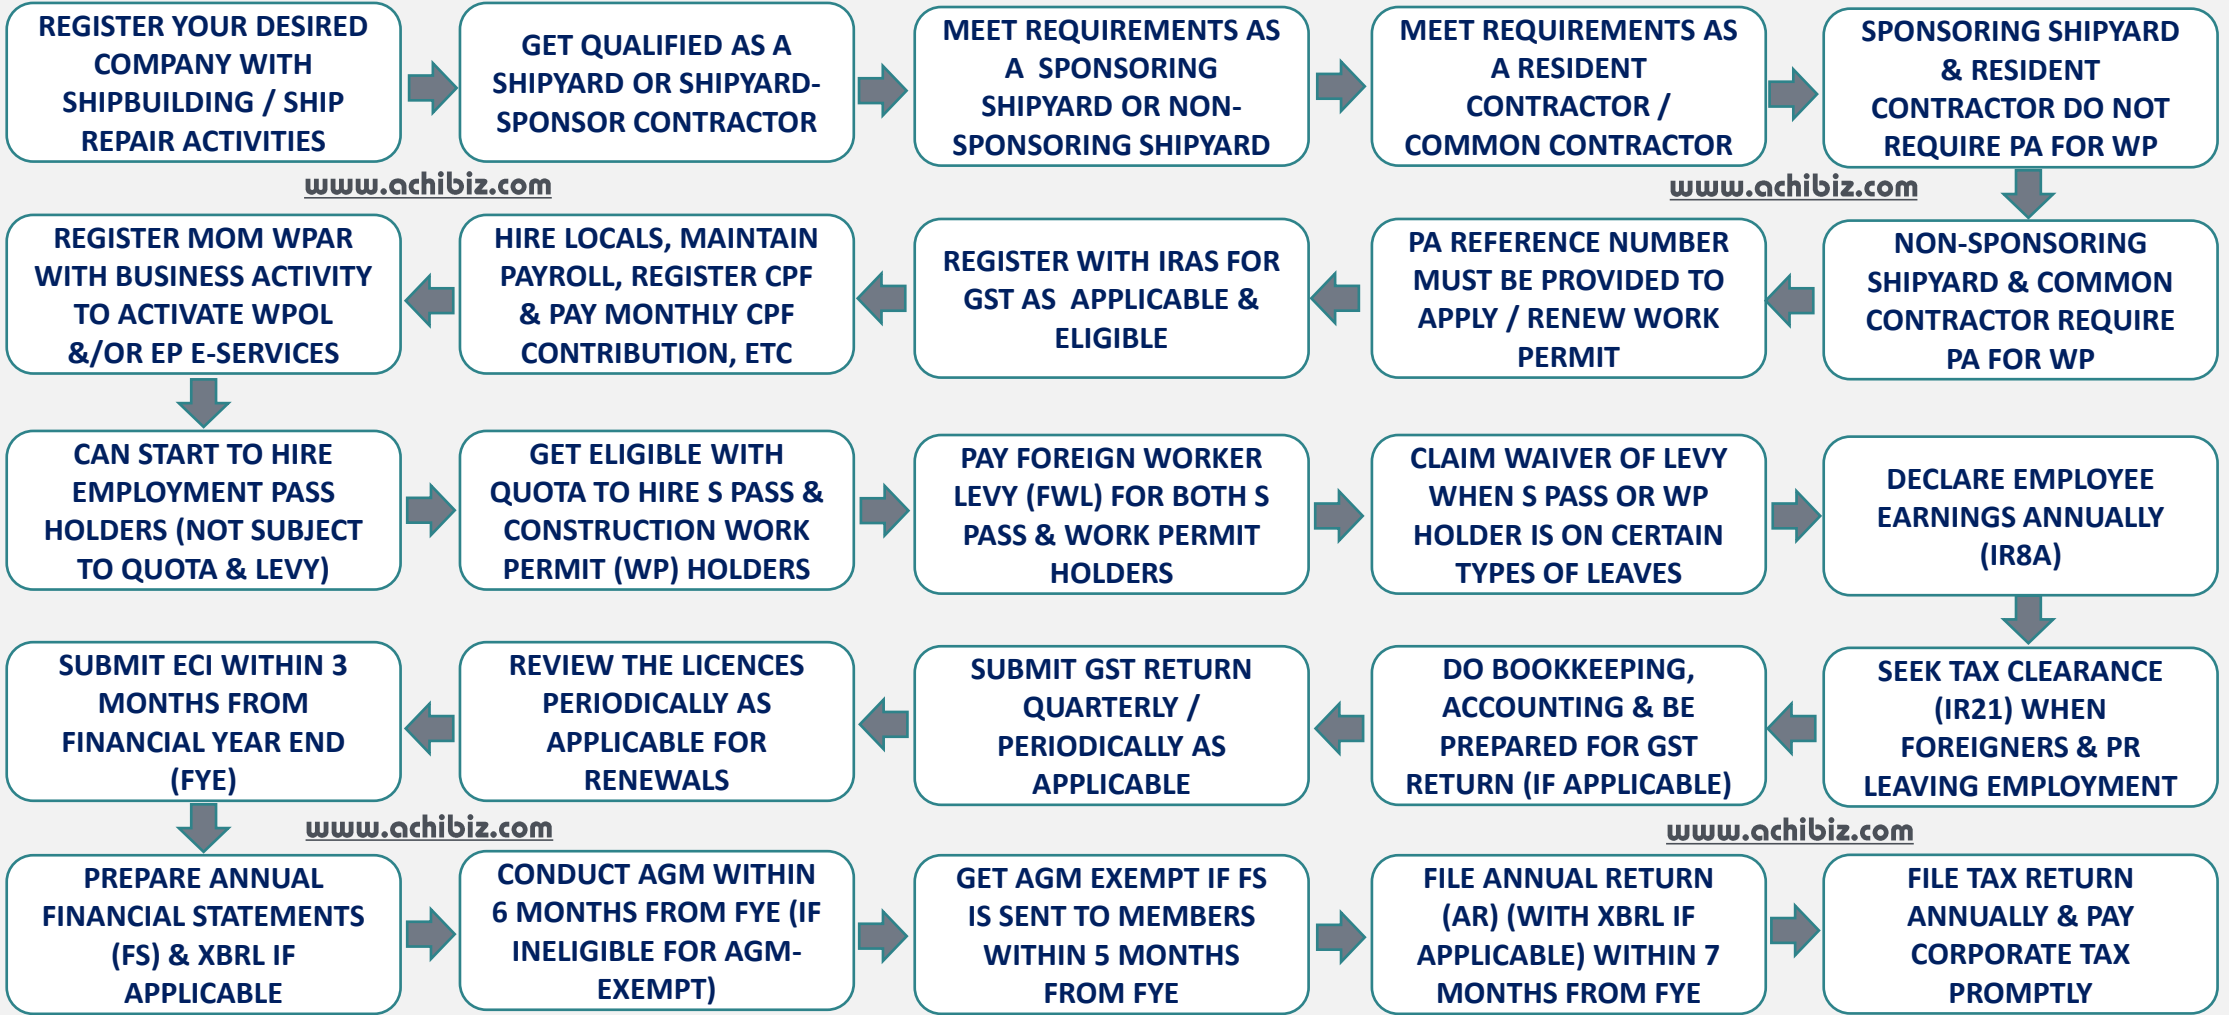 REGISTER YOUR DESIRED
COMPANY WITH
SHIPBUILDING / SHIP
REPAIR ACTIVITIES
GET QUALIFIED AS A
SHIPYARD OR SHIPYARD-
SPONSOR CONTRACTOR
MEET REQUIREMENTS AS
A SPONSORING
SHIPYARD OR NON-
SPONSORING SHIPYARD
MEET REQUIREMENTS AS
A RESIDENT
CONTRACTOR /
COMMON CONTRACTOR
SPONSORING SHIPYARD
& RESIDENT
CONTRACTOR DO NOT
REQUIRE PA FOR WP
www.achibiz.com
www.achibiz.com
NON-SPONSORING
SHIPYARD & COMMON
CONTRACTOR REQUIRE
PA FOR WP
PA REFERENCE NUMBER
MUST BE PROVIDED TO
APPLY / RENEW WORK
PERMIT
REGISTER WITH IRAS FOR
GST AS APPLICABLE &
ELIGIBLE
HIRE LOCALS, MAINTAIN
PAYROLL, REGISTER CPF
& PAY MONTHLY CPF
CONTRIBUTION, ETC
REGISTER MOM WPAR
WITH BUSINESS ACTIVITY
TO ACTIVATE WPOL
&/OR EP E-SERVICES
CAN START TO HIRE
EMPLOYMENT PASS
HOLDERS (NOT SUBJECT
TO QUOTA & LEVY)
GET ELIGIBLE WITH
QUOTA TO HIRE S PASS &
CONSTRUCTION WORK
PERMIT (WP) HOLDERS
PAY FOREIGN WORKER
LEVY (FWL) FOR BOTH S
PASS & WORK PERMIT
HOLDERS
CLAIM WAIVER OF LEVY
WHEN S PASS OR WP
HOLDER IS ON CERTAIN
TYPES OF LEAVES
DECLARE EMPLOYEE
EARNINGS ANNUALLY
(IR8A)
SEEK TAX CLEARANCE
(IR21) WHEN
FOREIGNERS & PR
LEAVING EMPLOYMENT
DO BOOKKEEPING,
ACCOUNTING & BE
PREPARED FOR GST
RETURN (IF APPLICABLE)
SUBMIT GST RETURN
QUARTERLY /
PERIODICALLY AS
APPLICABLE
REVIEW THE LICENCES
PERIODICALLY AS
APPLICABLE FOR
RENEWALS
SUBMIT ECI WITHIN 3
MONTHS FROM
FINANCIAL YEAR END
(FYE)
www.achibiz.com
www.achibiz.com
PREPARE ANNUAL
FINANCIAL STATEMENTS
(FS) & XBRL IF
APPLICABLE
CONDUCT AGM WITHIN
6 MONTHS FROM FYE (IF
INELIGIBLE FOR AGM-
EXEMPT)
GET AGM EXEMPT IF FS
IS SENT TO MEMBERS
WITHIN 5 MONTHS
FROM FYE
FILE ANNUAL RETURN
(AR) (WITH XBRL IF
APPLICABLE) WITHIN 7
MONTHS FROM FYE
FILE TAX RETURN
ANNUALLY & PAY
CORPORATE TAX
PROMPTLY